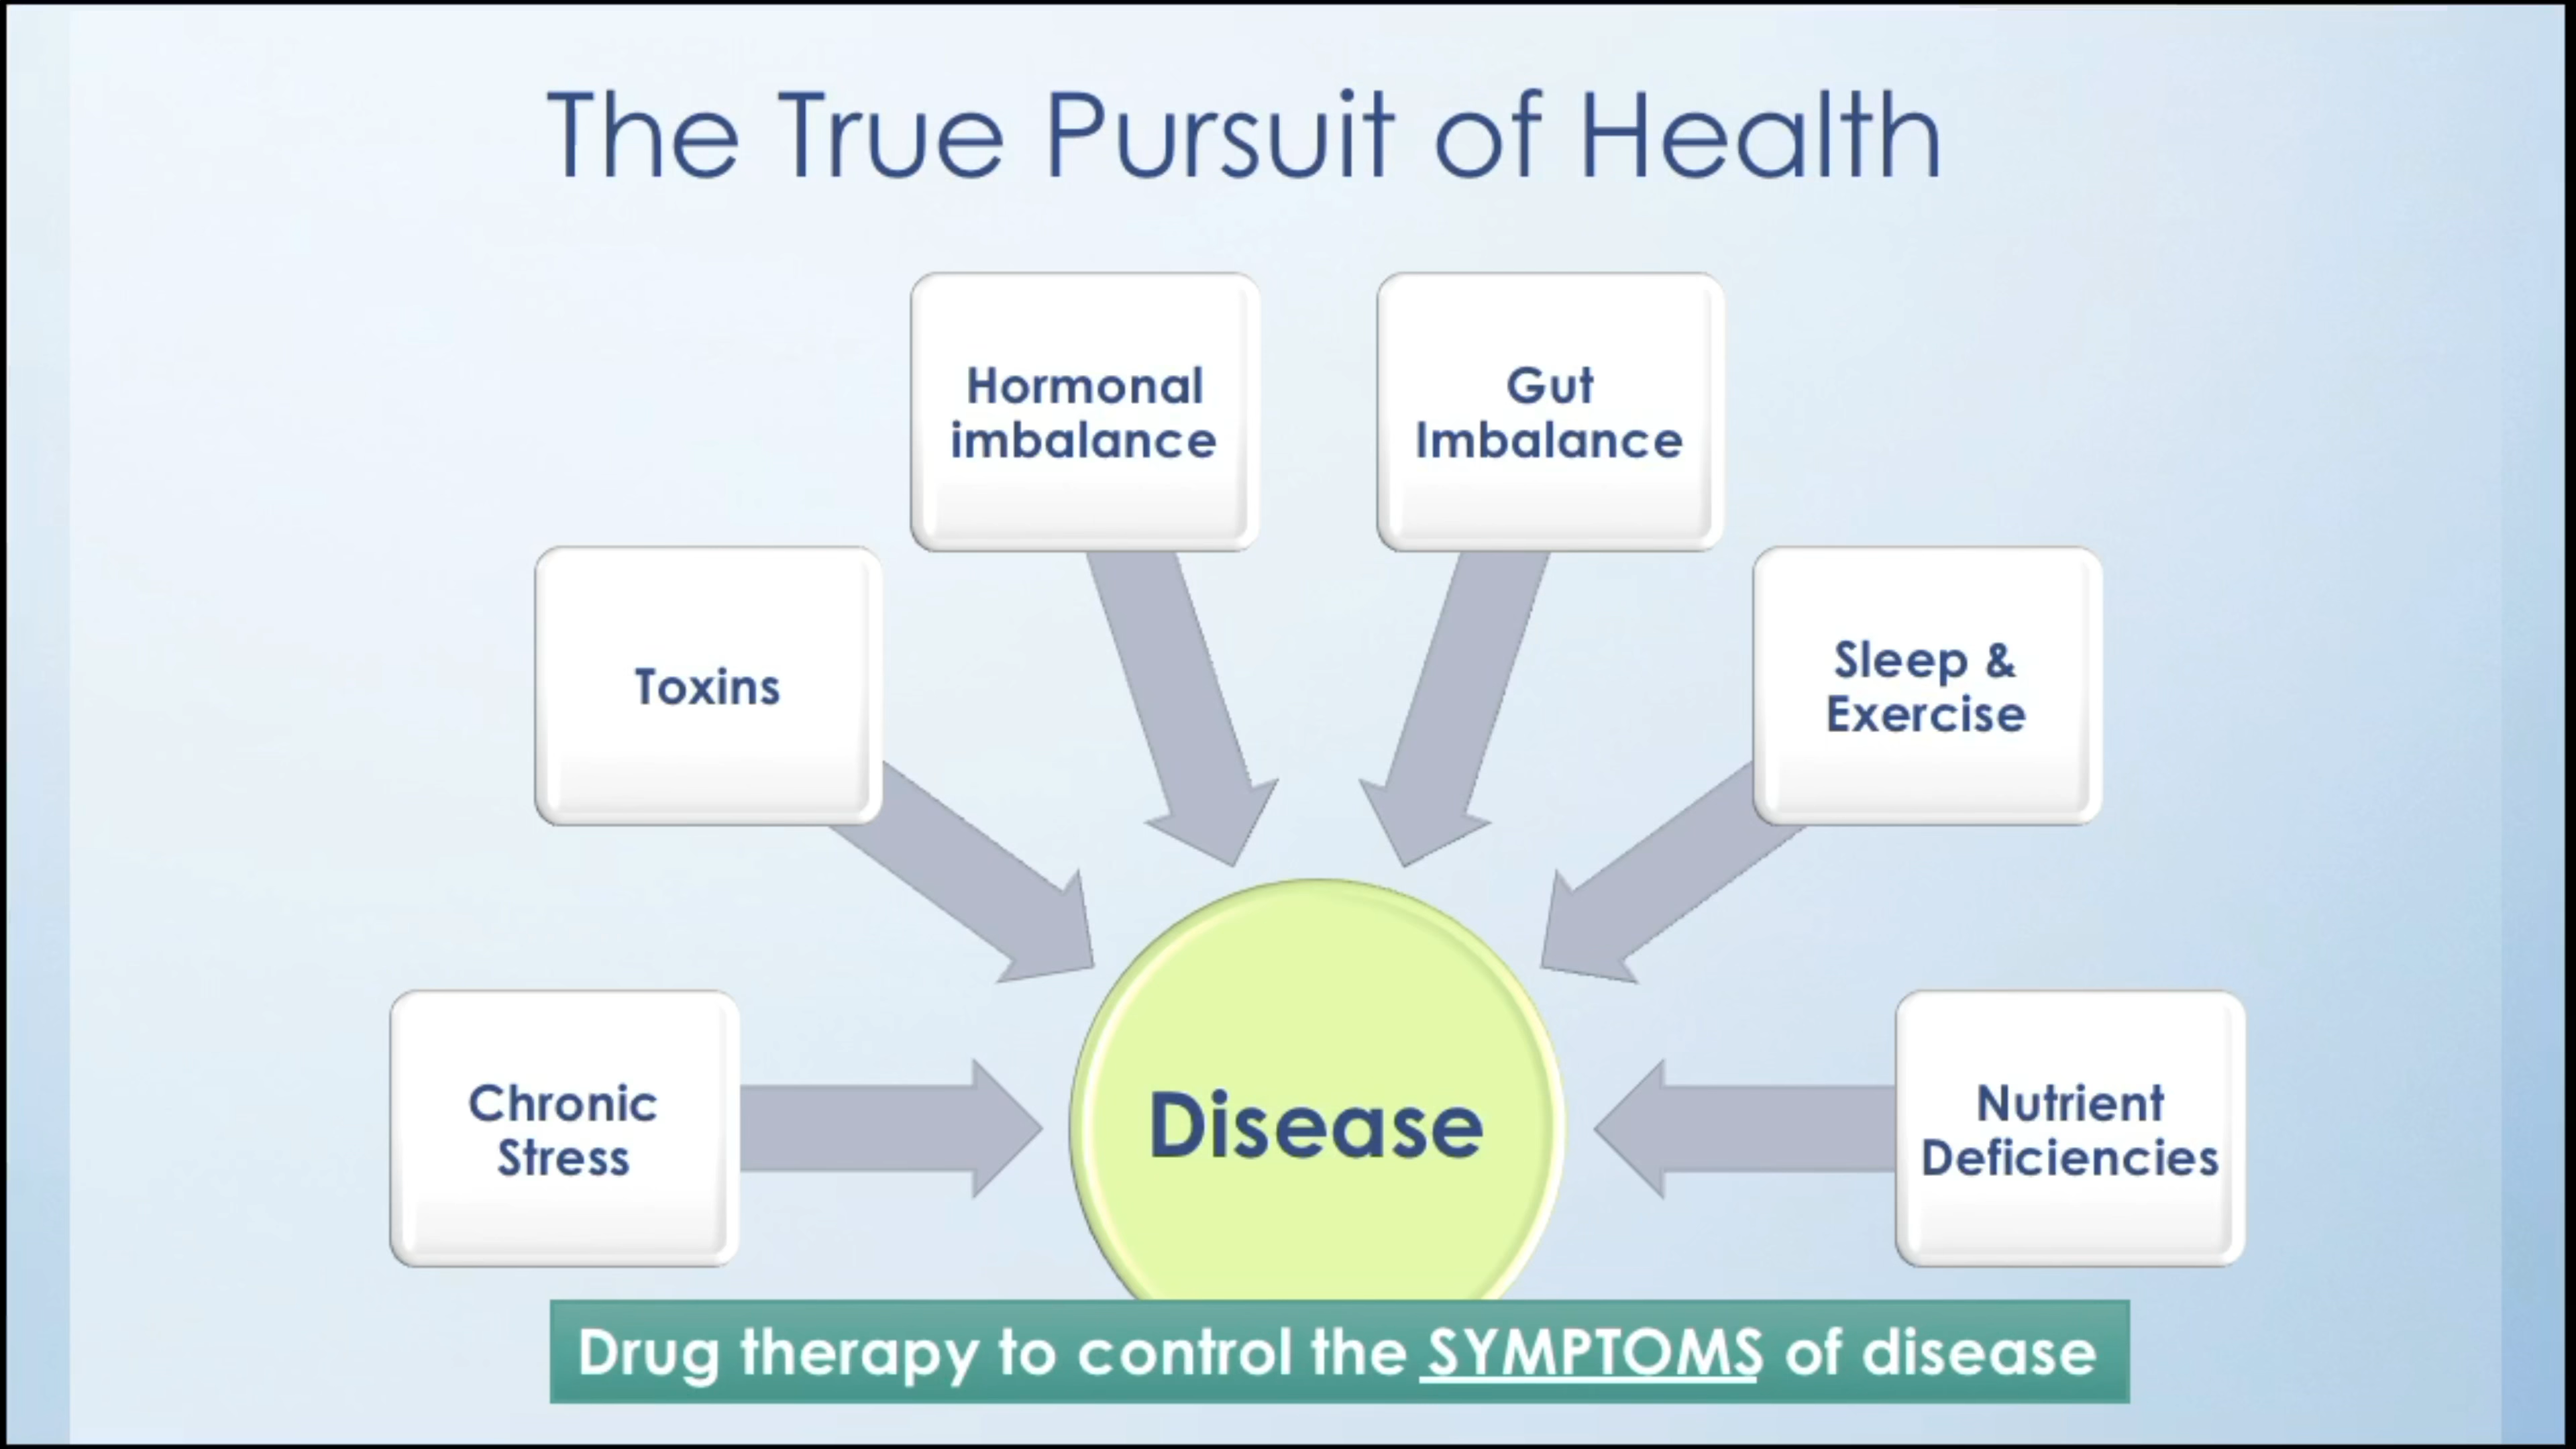 The True Pursuit of Health
Hormonal
imbalance
Gut
Imbalance
Toxins
Sleep &
Exercise
Chronic
Stress
Disease
Nutrient
Deficiencies
Drug therapy to control the SYMPTOMS of disease